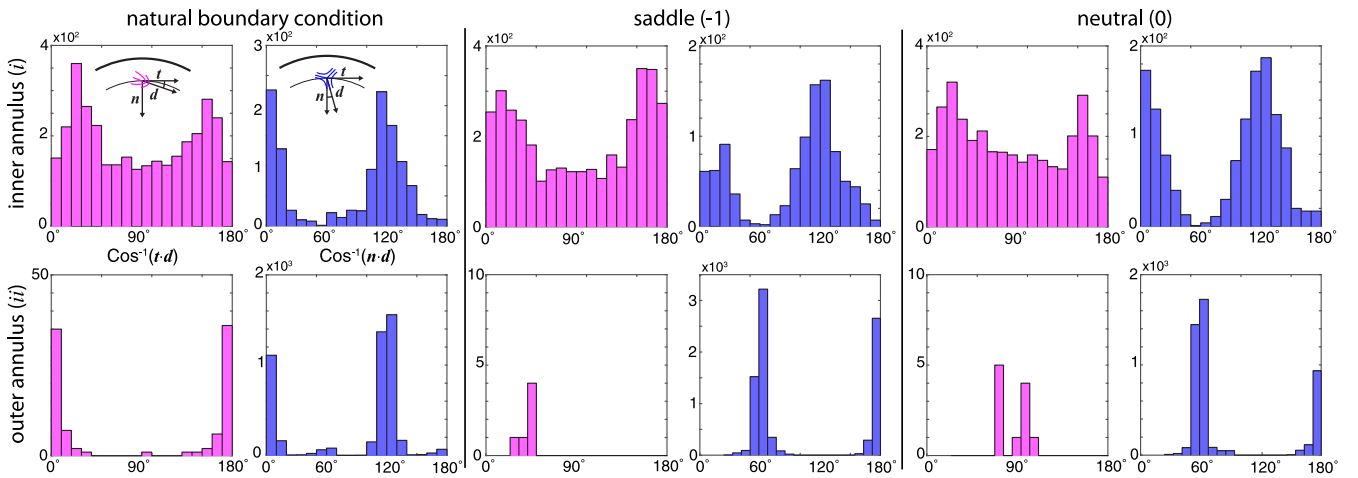 natural boundary condition
saddle (-1)
neutral (0)
inner annulus (i)
4 x10²
2
0
0° 90° 180°
Cos⁻¹(t·d)
t
d
n
3 x10²
2
1
0
0° 60° 120° 180°
Cos⁻¹(n·d)
t
n
d
4 x10²
2
0
0° 90° 180°
2 x10²
1
0
0° 60° 120° 180°
4 x10²
2
0
0° 90° 180°
2 x10²
1
0
0° 60° 120° 180°
outer annulus (ii)
50
0
0° 90° 180°
2 x10³
1
0
0° 60° 120° 180°
10
5
0
0° 90° 180°
x10³
3
2
1
0
0° 60° 120° 180°
10
5
0
0° 90° 180°
2 x10³
1
0
0° 60° 120° 180°